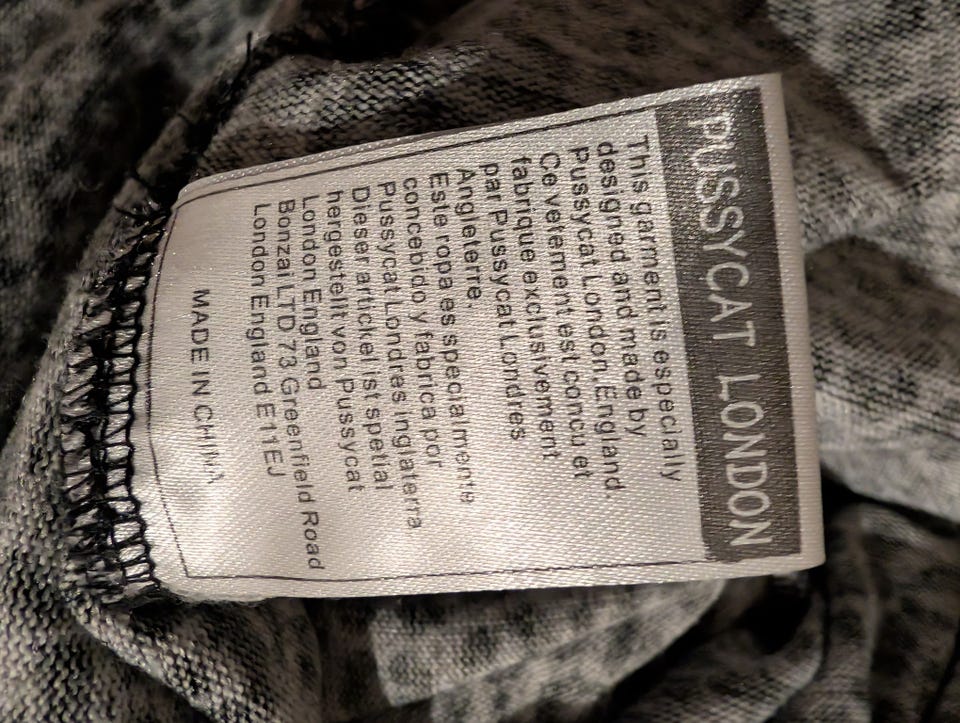 PUSSYCAT LONDON
This garment is especially
designed and made by
Pussycat London,England.
Ce vetement est concu et
fabrique exclusivement
par Pussycat Londres
Angleterre.
Este ropa es specialmente
concebido y fabrica por
Pussycat Londres inglaterra
Dieser artickel ist spetial
hergestellt von Pussycat
London England
Bonzal LTD 73 Greenfield Road
London England E11EJ
MADE IN CHINA